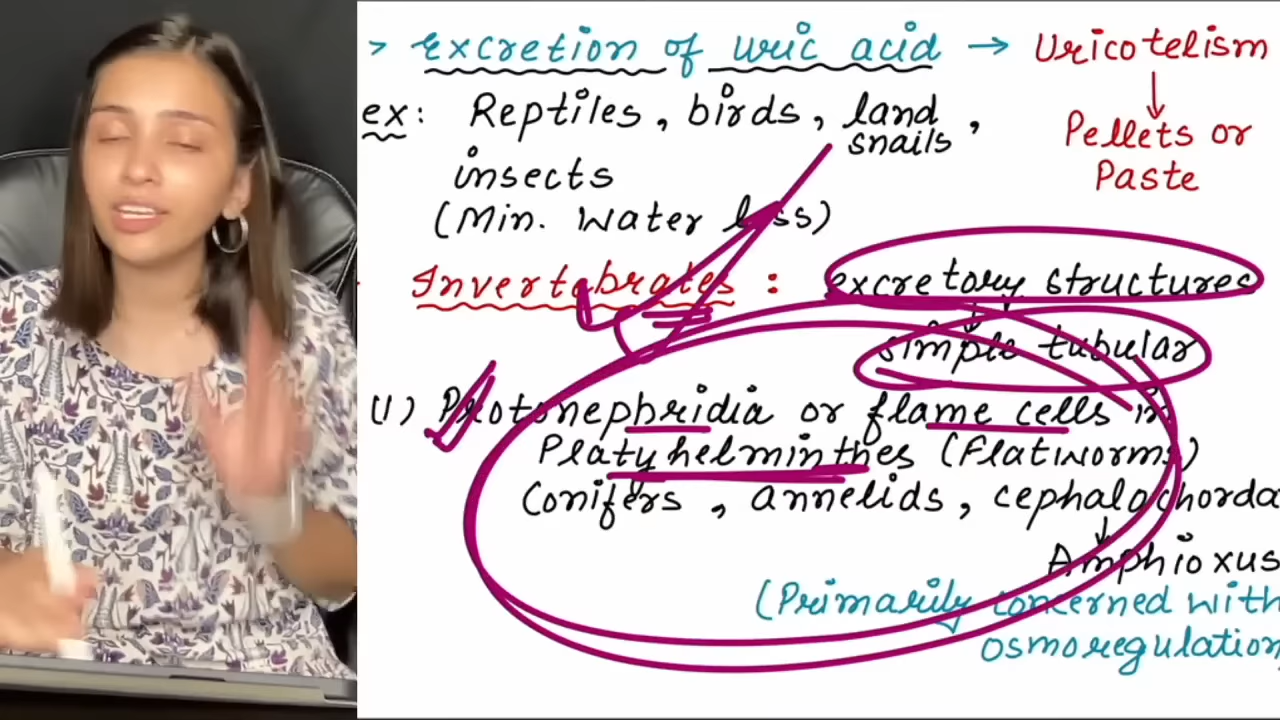 > Excretion of uric acid → Uricotelism
↓
Pellets or
Paste
ex: Reptiles, birds, land snails,
insects
(Min. Water loss)
Invertebrates : excretory structures
↓
simple tubular
(1) Protonephridia or flame cells in
Platyhelminthes (Flatworms)
Conifers, annelids, cephalochorda
↓
Amphioxus
(Primarily concerned with
osmoregulation